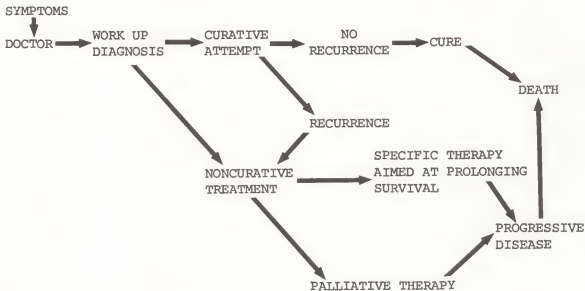 SYMPTOMS
DOCTOR
WORK UP
DIAGNOSIS
CURATIVE
ATTEMPT
NO
RECURRENCE
CURE
DEATH
RECURRENCE
NONCURATIVE
TREATMENT
SPECIFIC THERAPY
AIMED AT PROLONGING
SURVIVAL
PROGRESSIVE
DISEASE
PALLIATIVE THERAPY